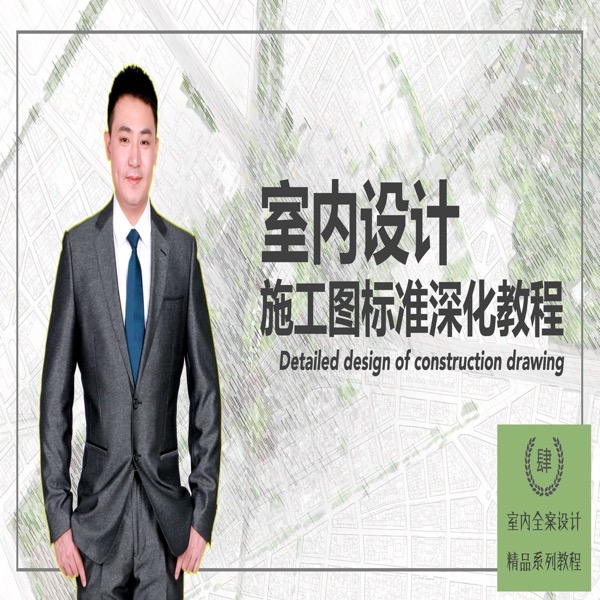 室内设计
施工图标准深化教程
Detailed design of construction drawing
肆
室内全案设计
精品系列教程